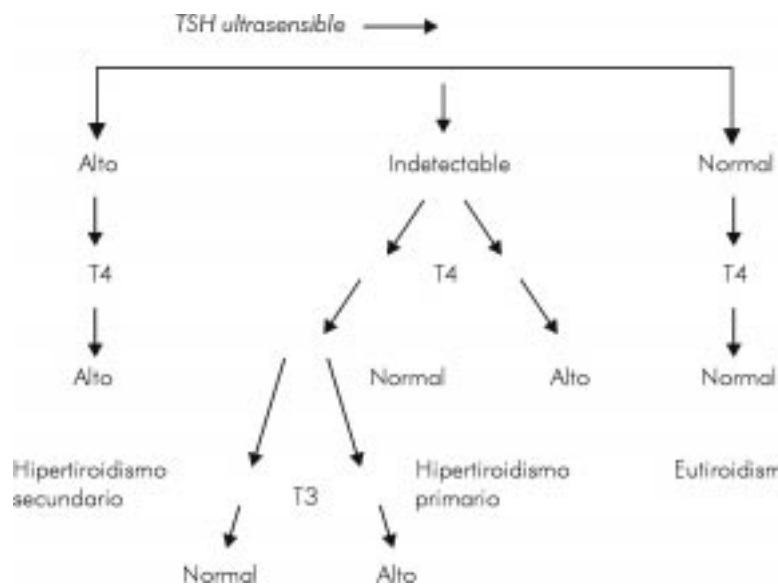 TSH ultrasensible
Alto Indetectable Normal
T4 T4 T4
Alto Normal Alto Normal
Hipertiroidismo secundario T3 Hipertiroidismo primario Eutiroidism
Normal Alto